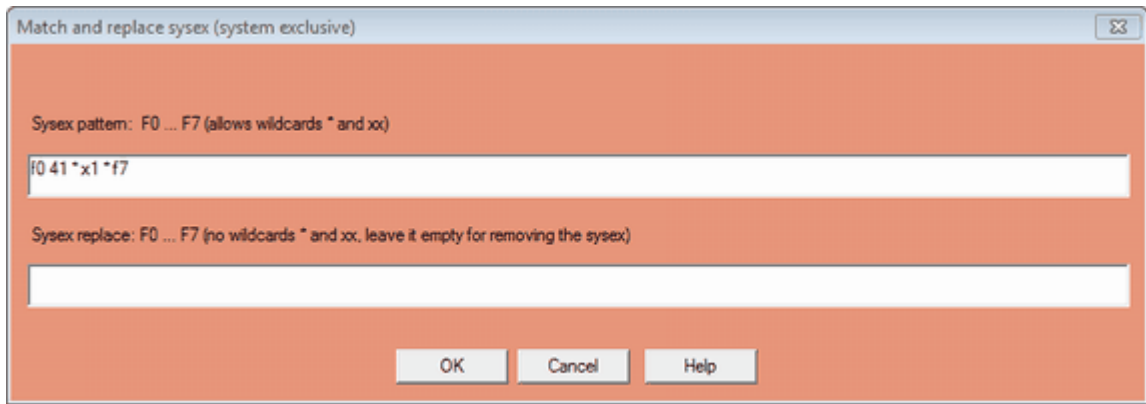 Match and replace sysex (system exclusive)
Sysex pattern: F0 ... F7 (allows wildcards * and xx)
f0 41 * x1 * f7
Sysex replace: F0 ... F7 (no wildcards * and xx, leave it empty for removing the sysex)
OK Cancel Help